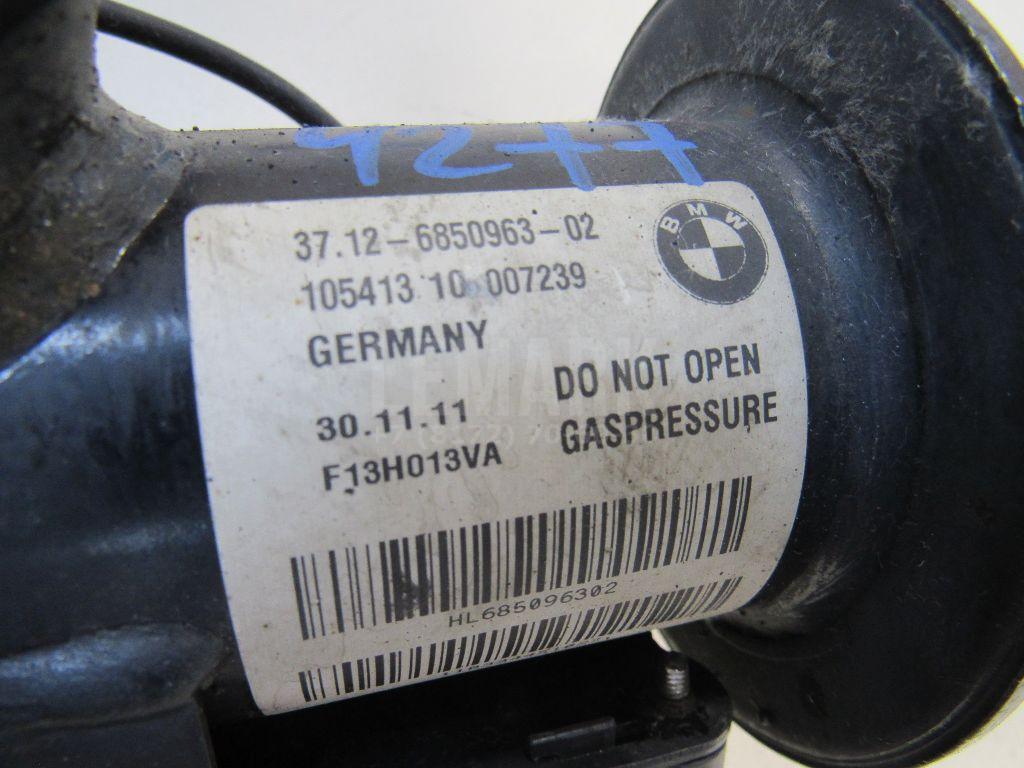 9277
37.12-6850963-02
BMW
105413 10 007239
GERMANY
DO NOT OPEN
30.11.11
GASPRESSURE
F13H013VA
HL685096302